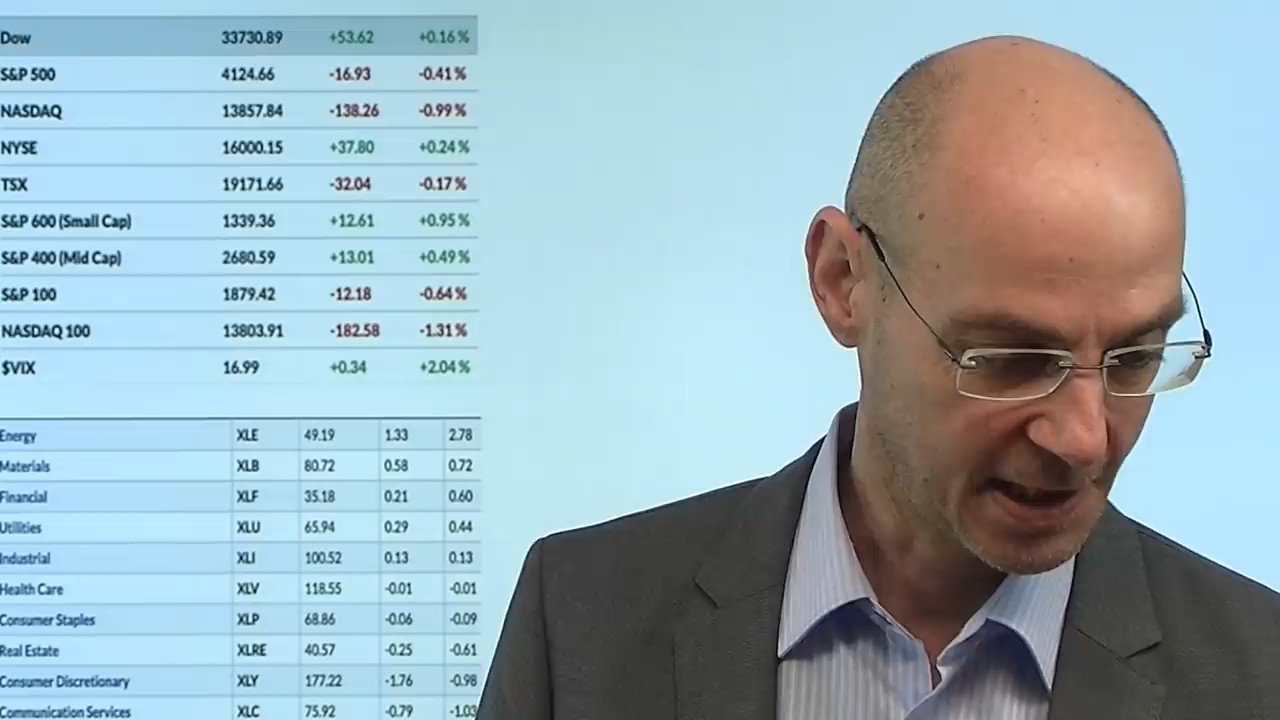 Dow 33730.89 +53.62 +0.16%
S&P 500 4124.66 -16.93 -0.41%
NASDAQ 13857.84 -138.26 -0.99%
NYSE 16000.15 +37.80 +0.24%
TSX 19171.66 -32.04 -0.17%
S&P 600 (Small Cap) 1339.36 +12.61 +0.95%
S&P 400 (Mid Cap) 2680.59 +13.01 +0.49%
S&P 100 1879.42 -12.18 -0.64%
NASDAQ 100 13803.91 -182.58 -1.31%
$VIX 16.99 +0.34 +2.04%
Energy XLE 49.19 1.33 2.78
Materials XLB 80.72 0.58 0.72
Financial XLF 35.18 0.21 0.60
Utilities XLU 65.94 0.29 0.44
Industrial XLI 100.52 0.13 0.13
Health Care XLV 118.55 -0.01 -0.01
Consumer Staples XLP 68.86 -0.06 -0.09
Real Estate XLRE 40.57 -0.25 -0.61
Consumer Discretionary XLY 177.22 -1.76 -0.98
Communication Services XLC 75.92 -0.79 -1.03